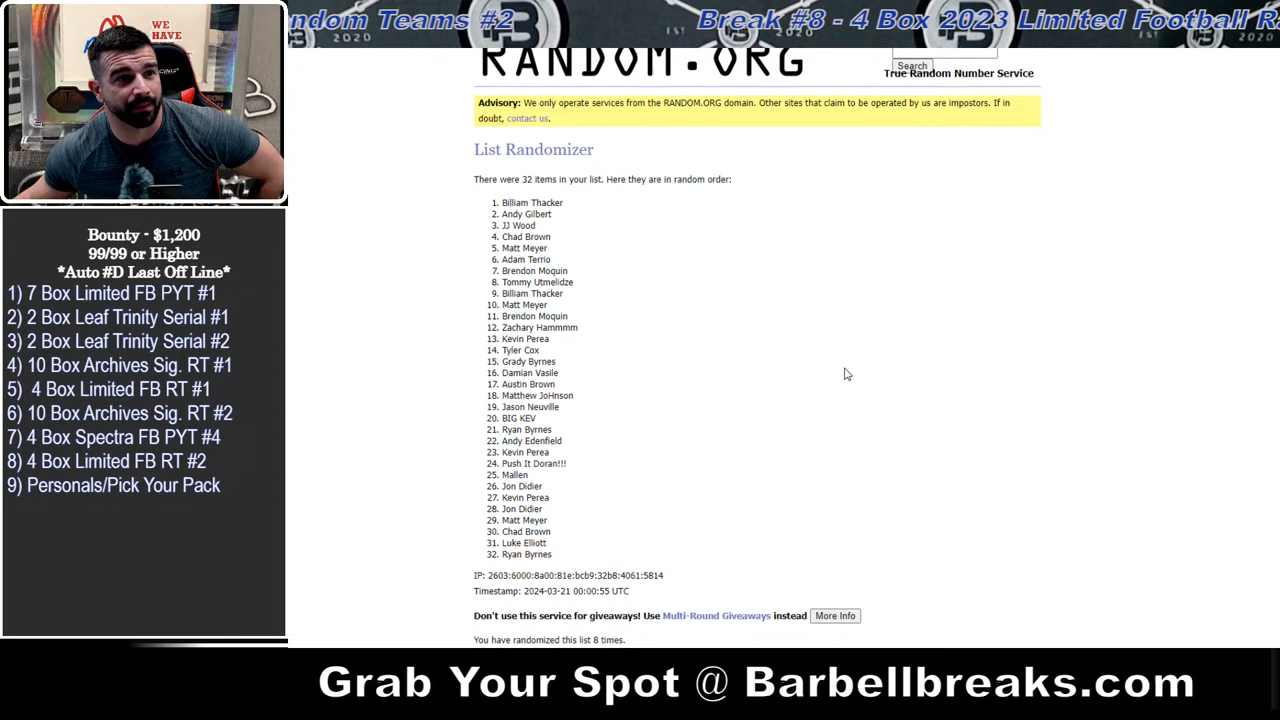 ndom Teams #2
Break #8 - 4 Box 2023 Limited Football R
WE
HAVE
RANDOM.ORG
Search
True Random Number Service
Advisory: We only operate services from the RANDOM.ORG domain. Other sites that claim to be operated by us are impostors. If in
doubt, contact us.
List Randomizer
There were 32 items in your list. Here they are in random order:
1. Billiam Thacker
2. Andy Gilbert
3. JJ Wood
4. Chad Brown
5. Matt Meyer
6. Adam Terrio
7. Brendon Moquin
8. Tommy Utmelidze
9. Billiam Thacker
10. Matt Meyer
11. Brendon Moquin
12. Zachary Hammmm
13. Kevin Perea
14. Tyler Cox
15. Grady Byrnes
16. Damian Vasile
17. Austin Brown
18. Matthew JoHnson
19. Jason Neuville
20. BIG KEV
21. Ryan Byrnes
22. Andy Edenfield
23. Kevin Perea
24. Push It Doran!!!
25. Mallen
26. Jon Didier
27. Kevin Perea
28. Jon Didier
29. Matt Meyer
30. Chad Brown
31. Luke Elliott
32. Ryan Byrnes
IP: 2603:6000:8a00:81e:bcb9:32b8:4061:5814
Timestamp: 2024-03-21 00:00:55 UTC
Don't use this service for giveaways! Use Multi-Round Giveaways instead More Info
You have randomized this list 8 times.
Bounty - $1,200
99/99 or Higher
*Auto #D Last Off Line*
1) 7 Box Limited FB PYT #1
2) 2 Box Leaf Trinity Serial #1
3) 2 Box Leaf Trinity Serial #2
4) 10 Box Archives Sig. RT #1
5) 4 Box Limited FB RT #1
6) 10 Box Archives Sig. RT #2
7) 4 Box Spectra FB PYT #4
8) 4 Box Limited FB RT #2
9) Personals/Pick Your Pack
Grab Your Spot @ Barbellbreaks.com